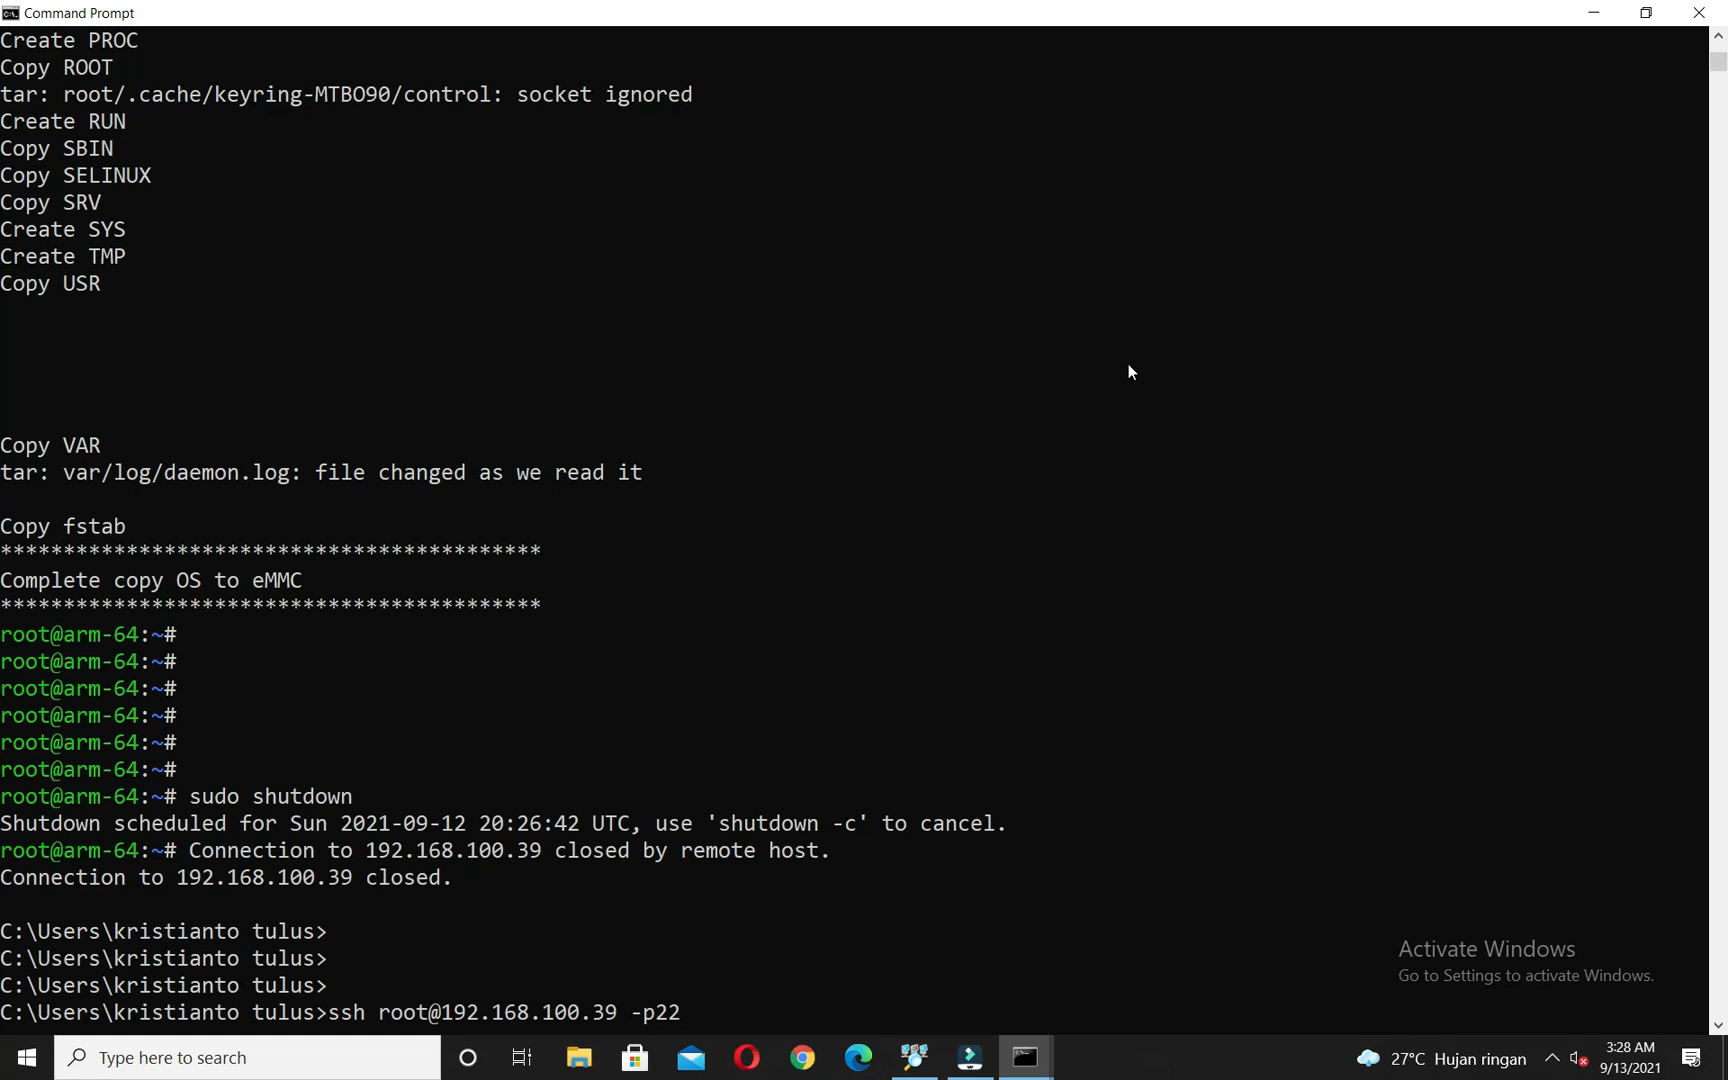 Command Prompt
Create PROC
Copy ROOT
tar: root/.cache/keyring-MTBO90/control: socket ignored
Create RUN
Copy SBIN
Copy SELINUX
Copy SRV
Create SYS
Create TMP
Copy USR
Copy VAR
tar: var/log/daemon.log: file changed as we read it
Copy fstab
*******************************************
Complete copy OS to eMMC
*******************************************
root@arm-64:~#
root@arm-64:~#
root@arm-64:~#
root@arm-64:~#
root@arm-64:~#
root@arm-64:~#
root@arm-64:~# sudo shutdown
Shutdown scheduled for Sun 2021-09-12 20:26:42 UTC, use 'shutdown -c' to cancel.
root@arm-64:~# Connection to 192.168.100.39 closed by remote host.
Connection to 192.168.100.39 closed.
C:\Users\kristianto tulus>
C:\Users\kristianto tulus>
C:\Users\kristianto tulus>
C:\Users\kristianto tulus>ssh root@192.168.100.39 -p22
Activate Windows
Go to Settings to activate Windows.
Type here to search
27°C Hujan ringan
3:28 AM
9/13/2021